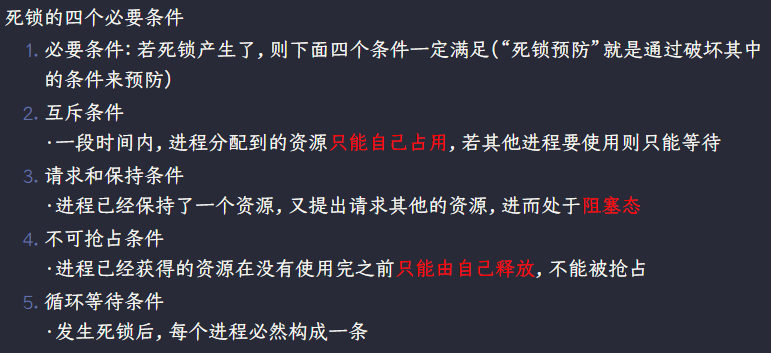 死锁的四个必要条件
1. 必要条件: 若死锁产生了, 则下面四个条件一定满足(“死锁预防”就是通过破坏其中
的条件来预防)
2. 互斥条件
·一段时间内, 进程分配到的资源只能自己占用, 若其他进程要使用则只能等待
3. 请求和保持条件
·进程已经保持了一个资源, 又提出请求其他的资源, 进而处于阻塞态
4. 不可抢占条件
·进程已经获得的资源在没有使用完之前只能由自己释放, 不能被抢占
5. 循环等待条件
·发生死锁后, 每个进程必然构成一条